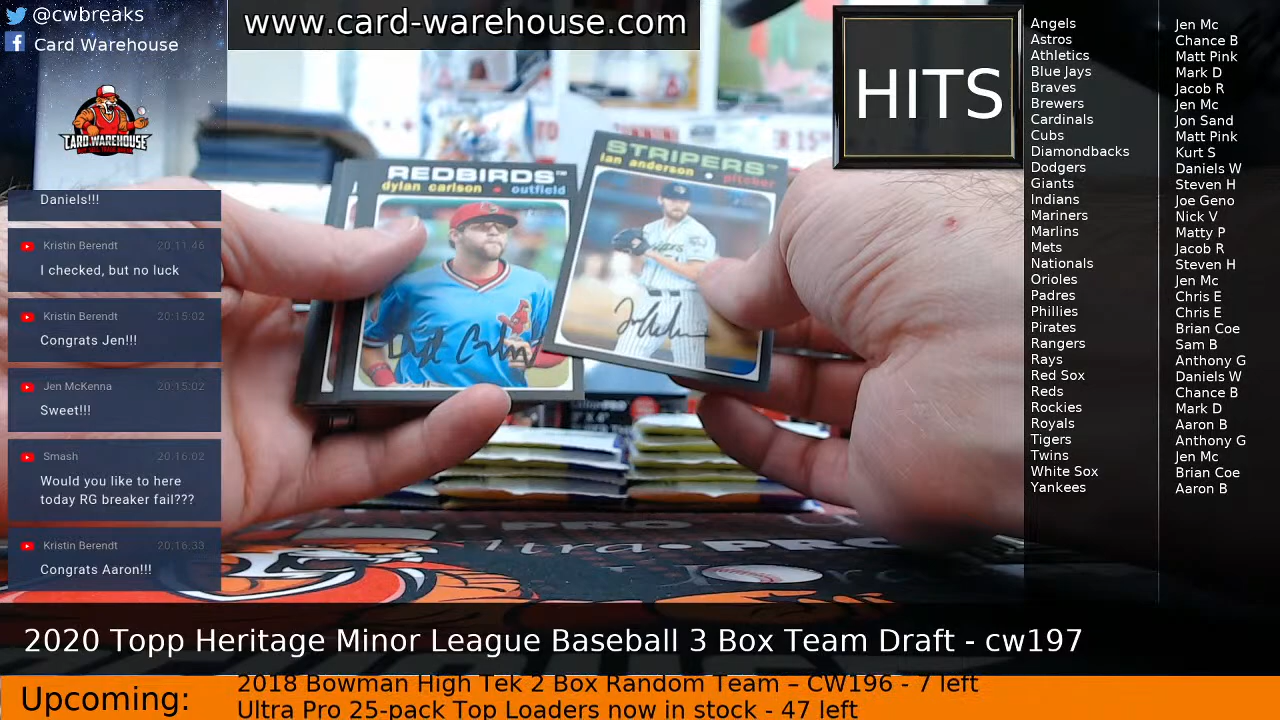 @cwbreaks
Card Warehouse
www.card-warehouse.com
CARD WAREHOUSE
HITS
Daniels!!!
Kristin Berendt 20:11:46
I checked, but no luck
Kristin Berendt 20:15:02
Congrats Jen!!!
Jen McKenna 20:15:02
Sweet!!!
Smash 20:16:02
Would you like to here
today RG breaker fail???
Kristin Berendt 20:16:33
Congrats Aaron!!!
REDBIRDS™
dylan carlson • outfield
STRIPERS™
ian anderson • pitcher
Angels Jen Mc
Astros Chance B
Athletics Matt Pink
Blue Jays Mark D
Braves Jacob R
Brewers Jen Mc
Cardinals Jon Sand
Cubs Matt Pink
Diamondbacks Kurt S
Dodgers Daniels W
Giants Steven H
Indians Joe Geno
Mariners Nick V
Marlins Matty P
Mets Jacob R
Nationals Steven H
Orioles Jen Mc
Padres Chris E
Phillies Chris E
Pirates Brian Coe
Rangers Sam B
Rays Anthony G
Red Sox Daniels W
Reds Chance B
Rockies Mark D
Royals Aaron B
Tigers Anthony G
Twins Jen Mc
White Sox Brian Coe
Yankees Aaron B
2020 Topp Heritage Minor League Baseball 3 Box Team Draft - cw197
Upcoming:
2018 Bowman High Tek 2 Box Random Team – CW196 - 7 left
Ultra Pro 25-pack Top Loaders now in stock - 47 left